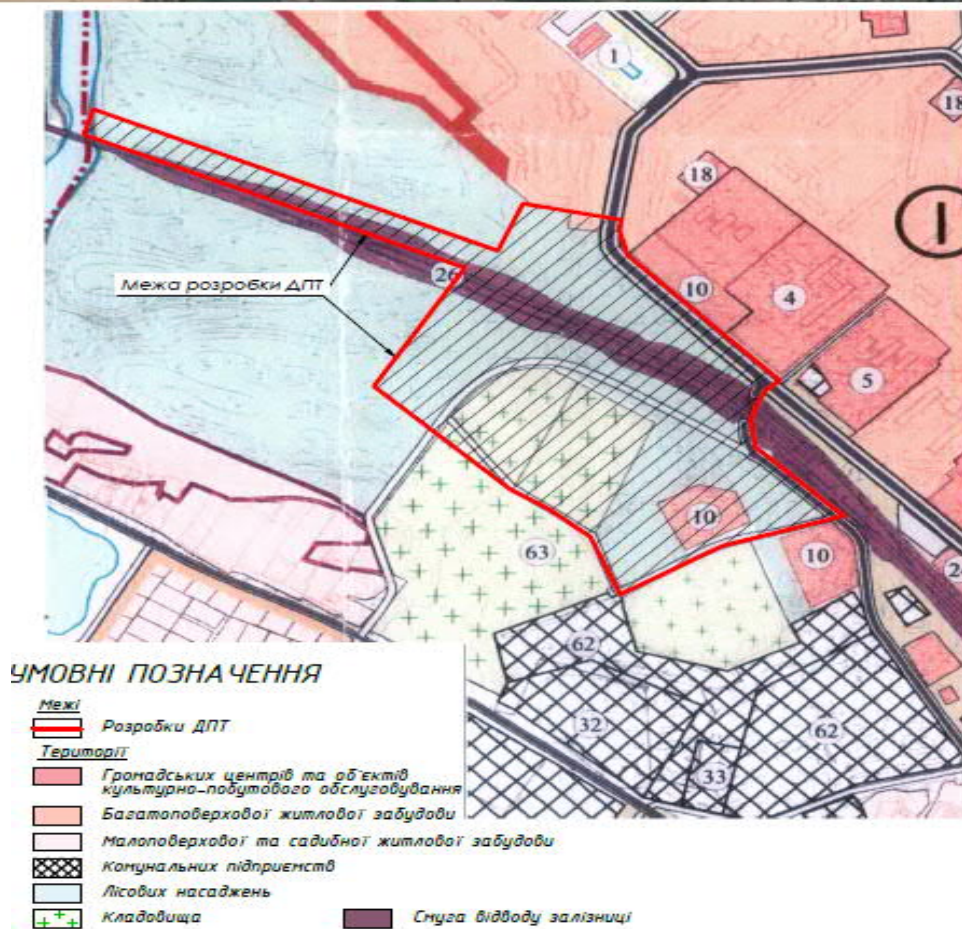 1
18
18
I
26
Межа розробки ДПТ
10
4
5
10
10
63
62
32
62
33
УМОВНІ ПОЗНАЧЕННЯ
Межі
Розробки ДПТ
Території
Громадських центрів та об'єктів
культурно-побутового обслуговування
Багатоповерхової житлової забудови
Малоповерхової та садибної житлової забудови
Комунальних підприємств
Лісових насаджень
Кладовища
Смуга відводу залізниці